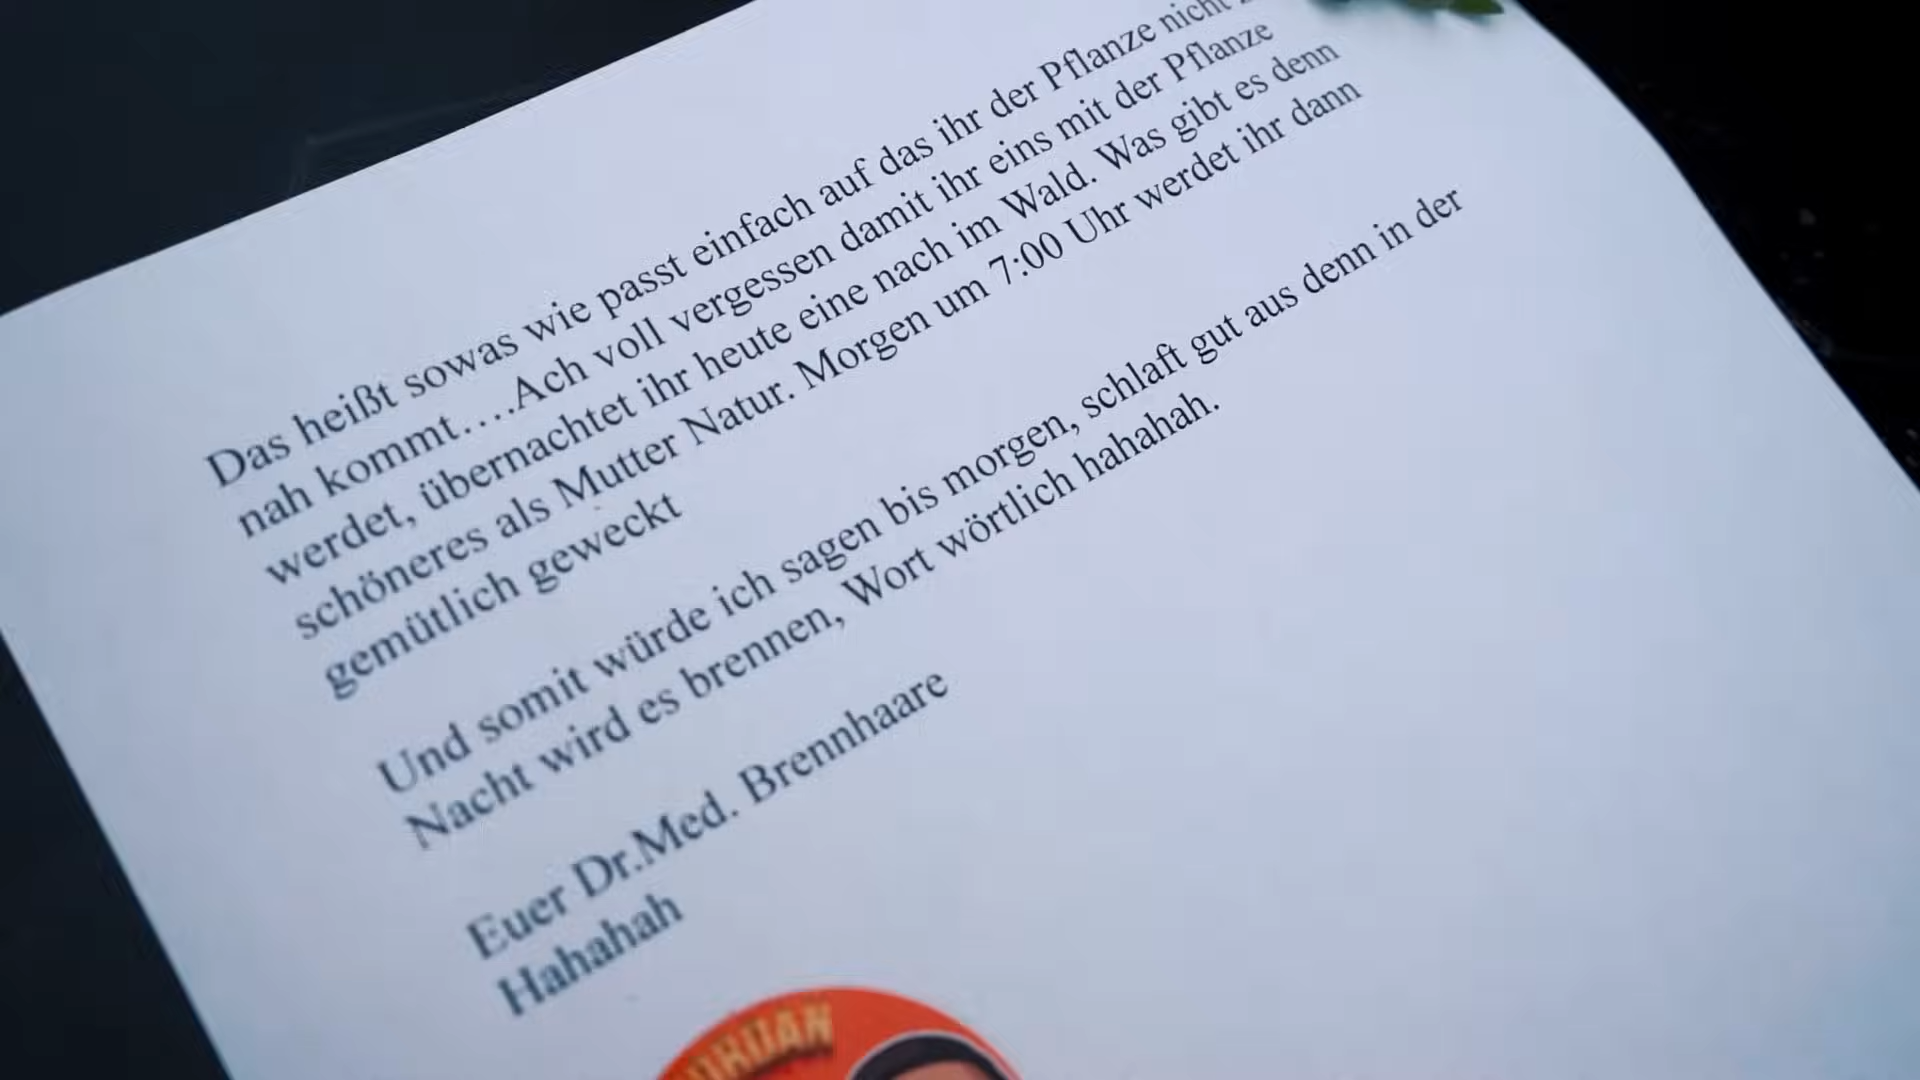 Das heißt sowas wie passt einfach auf das ihr der Pflanze nicht
nah kommt….Ach voll vergessen damit ihr eins mit der Pflanze
werdet, übernachtet ihr heute eine nach im Wald. Was gibt es denn
schöneres als Mutter Natur. Morgen um 7:00 Uhr werdet ihr dann
gemütlich geweckt
Und somit würde ich sagen bis morgen, schlaft gut aus denn in der
Nacht wird es brennen, Wort wörtlich hahahah.
Euer Dr.Med. Brennhaare
Hahahah